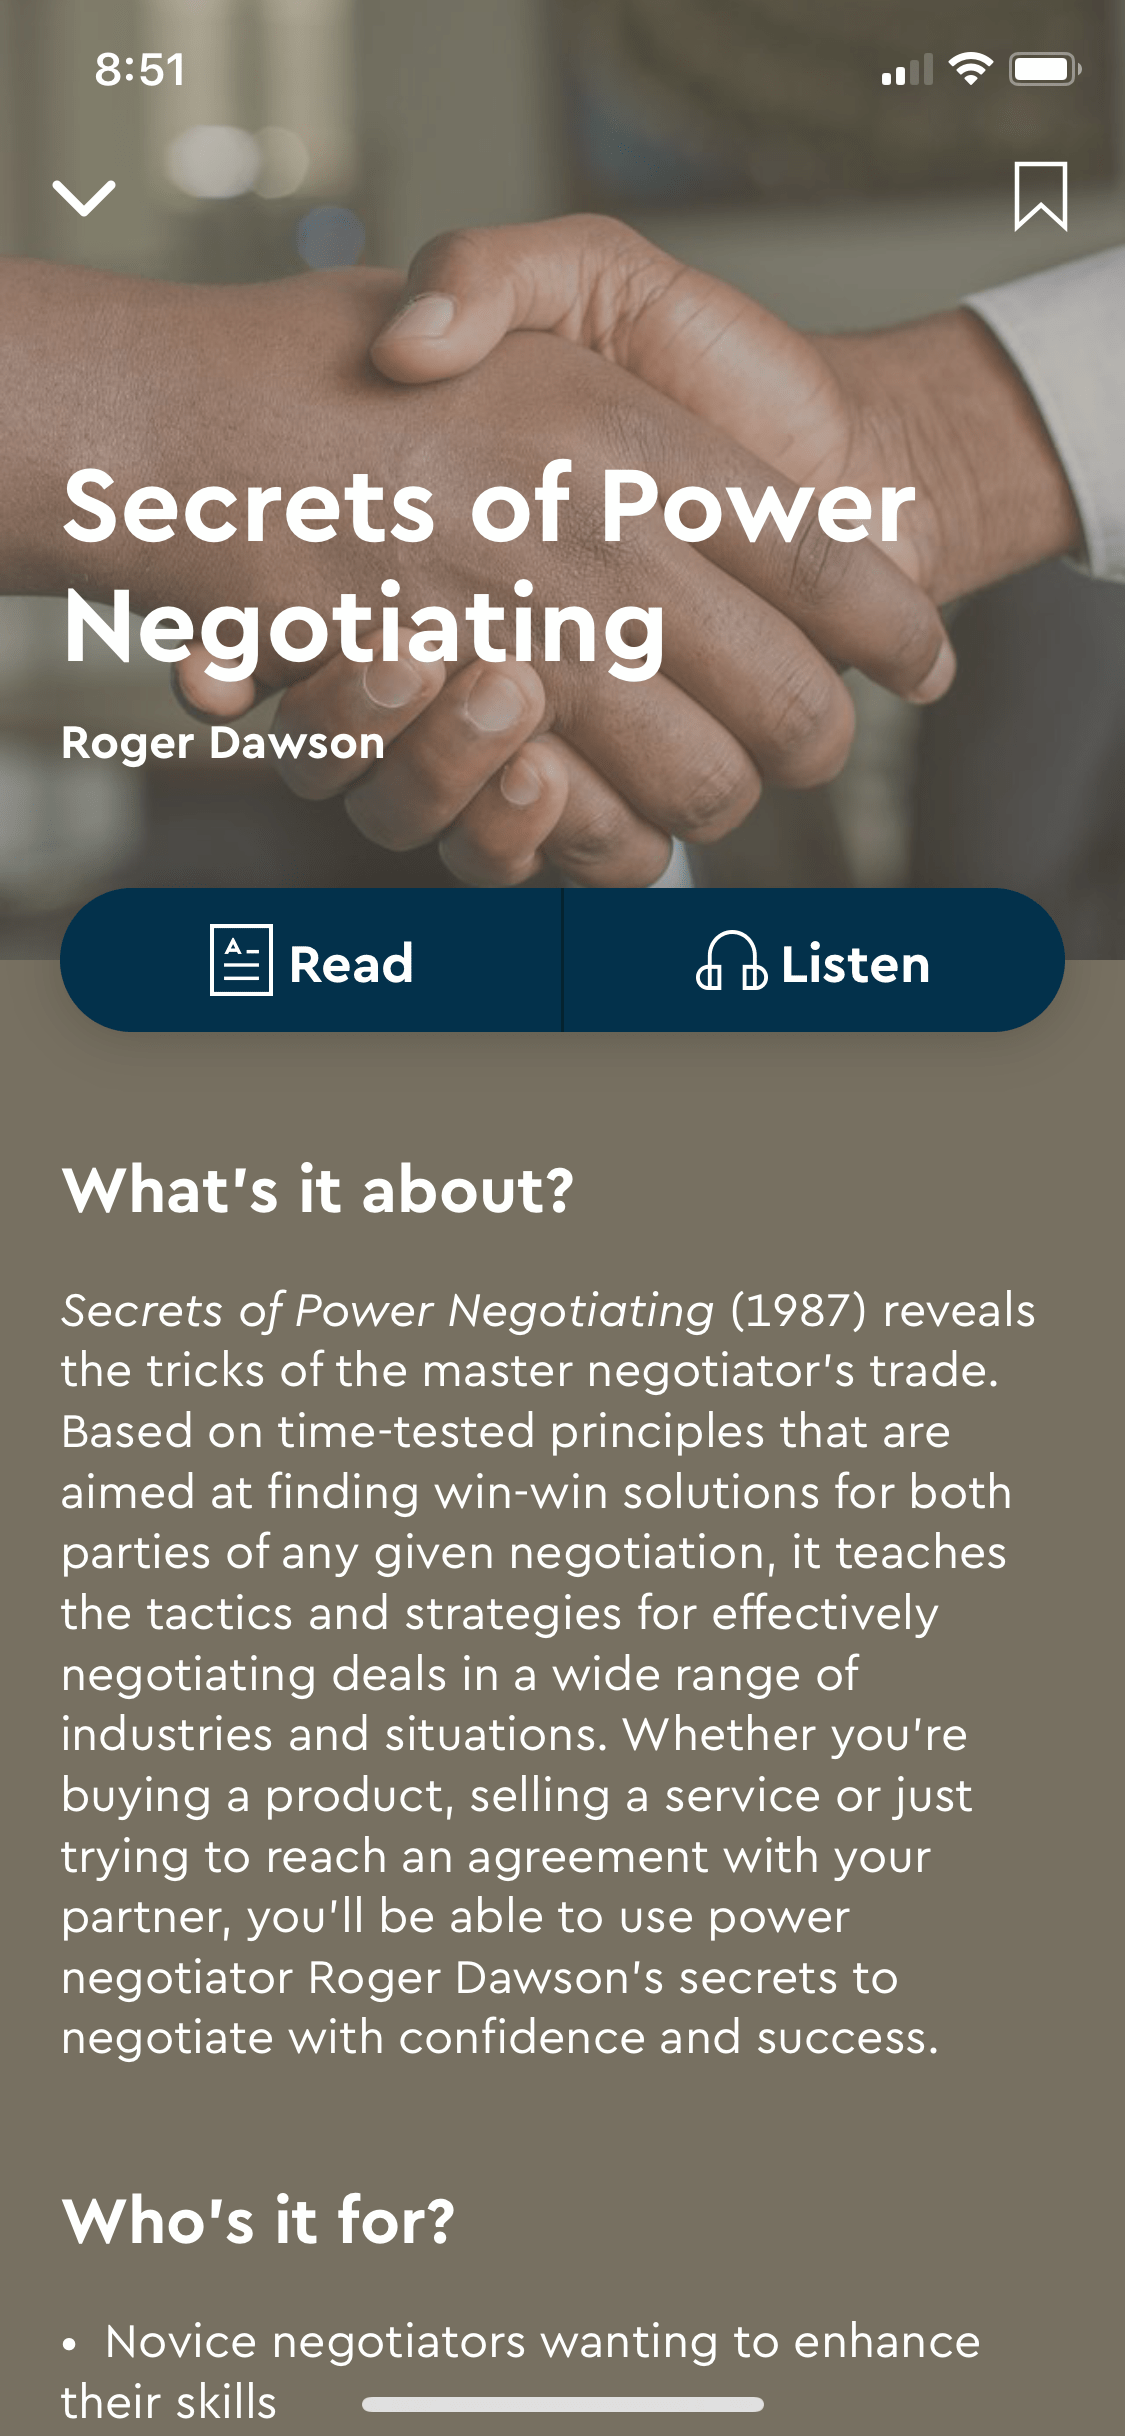 8:51
Secrets of Power
Negotiating
Roger Dawson
Read
Listen
What's it about?
Secrets of Power Negotiating (1987) reveals
the tricks of the master negotiator's trade.
Based on time-tested principles that are
aimed at finding win-win solutions for both
parties of any given negotiation, it teaches
the tactics and strategies for effectively
negotiating deals in a wide range of
industries and situations. Whether you're
buying a product, selling a service or just
trying to reach an agreement with your
partner, you'll be able to use power
negotiator Roger Dawson's secrets to
negotiate with confidence and success.
Who's it for?
• Novice negotiators wanting to enhance
their skills